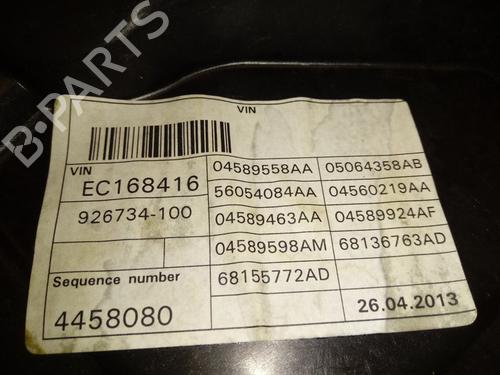 B-PARTS
VIN
VIN
EC168416
926734-100
04589558AA 05064358AB
56054084AA 04560219AA
04589463AA 04589924AF
04589598AM 68136763AD
68155772AD
Sequence number
4458080
26.04.2013